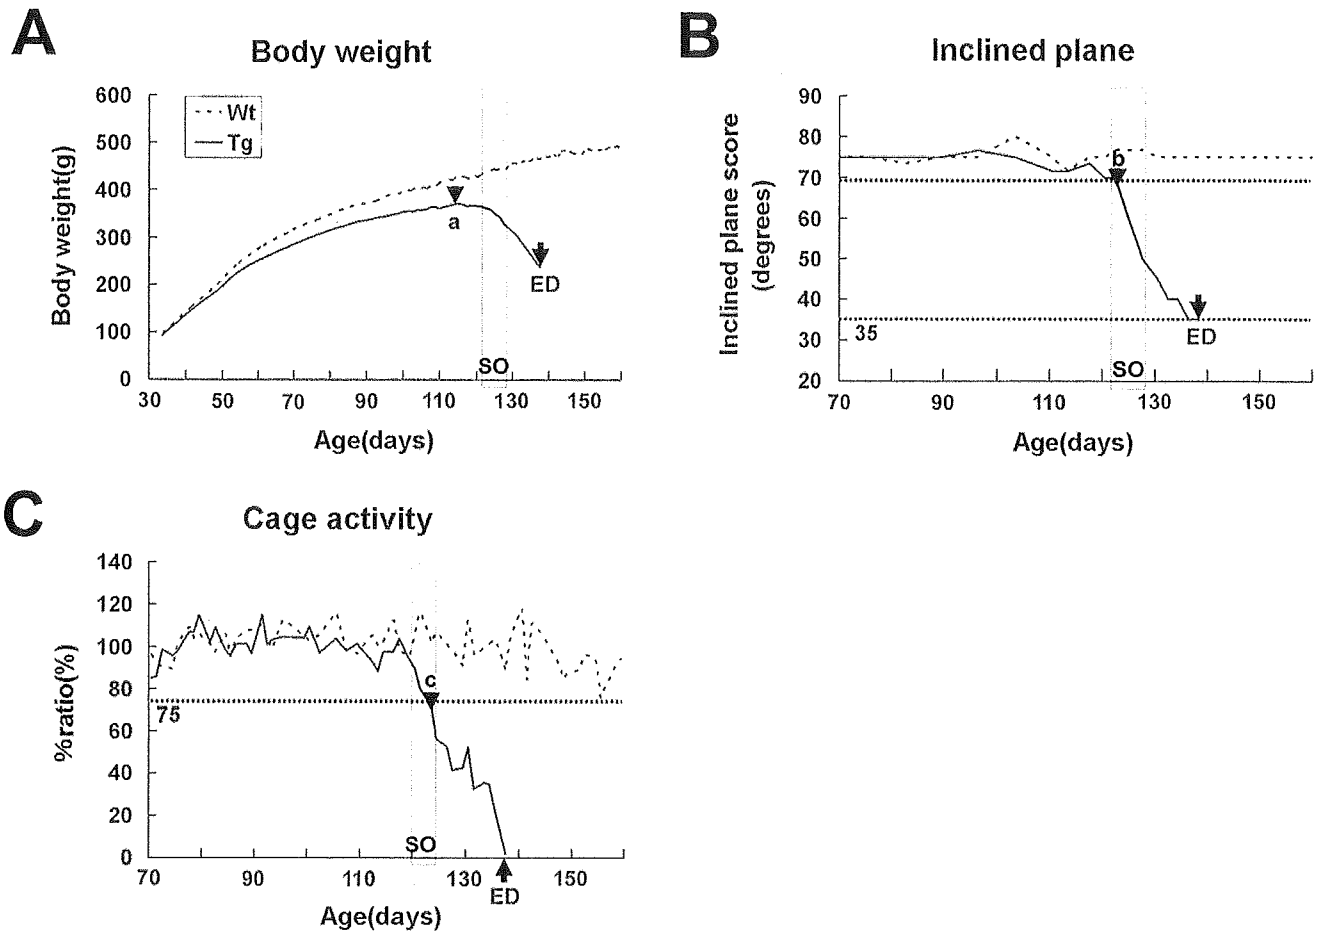 A
Body weight
600
500
400
300
200
100
0
Body weight(g)
Wt
Tg
a
ED
SO
30
50
70
90
110
130
150
Age(days)
B
Inclined plane
90
80
70
60
50
40
30
20
Inclined plane score
(degrees)
b
35
ED
SO
70
90
110
130
150
Age(days)
C
Cage activity
140
120
100
80
60
40
20
0
%ratio(%)
c
75
SO
ED
70
90
110
130
150
Age(days)